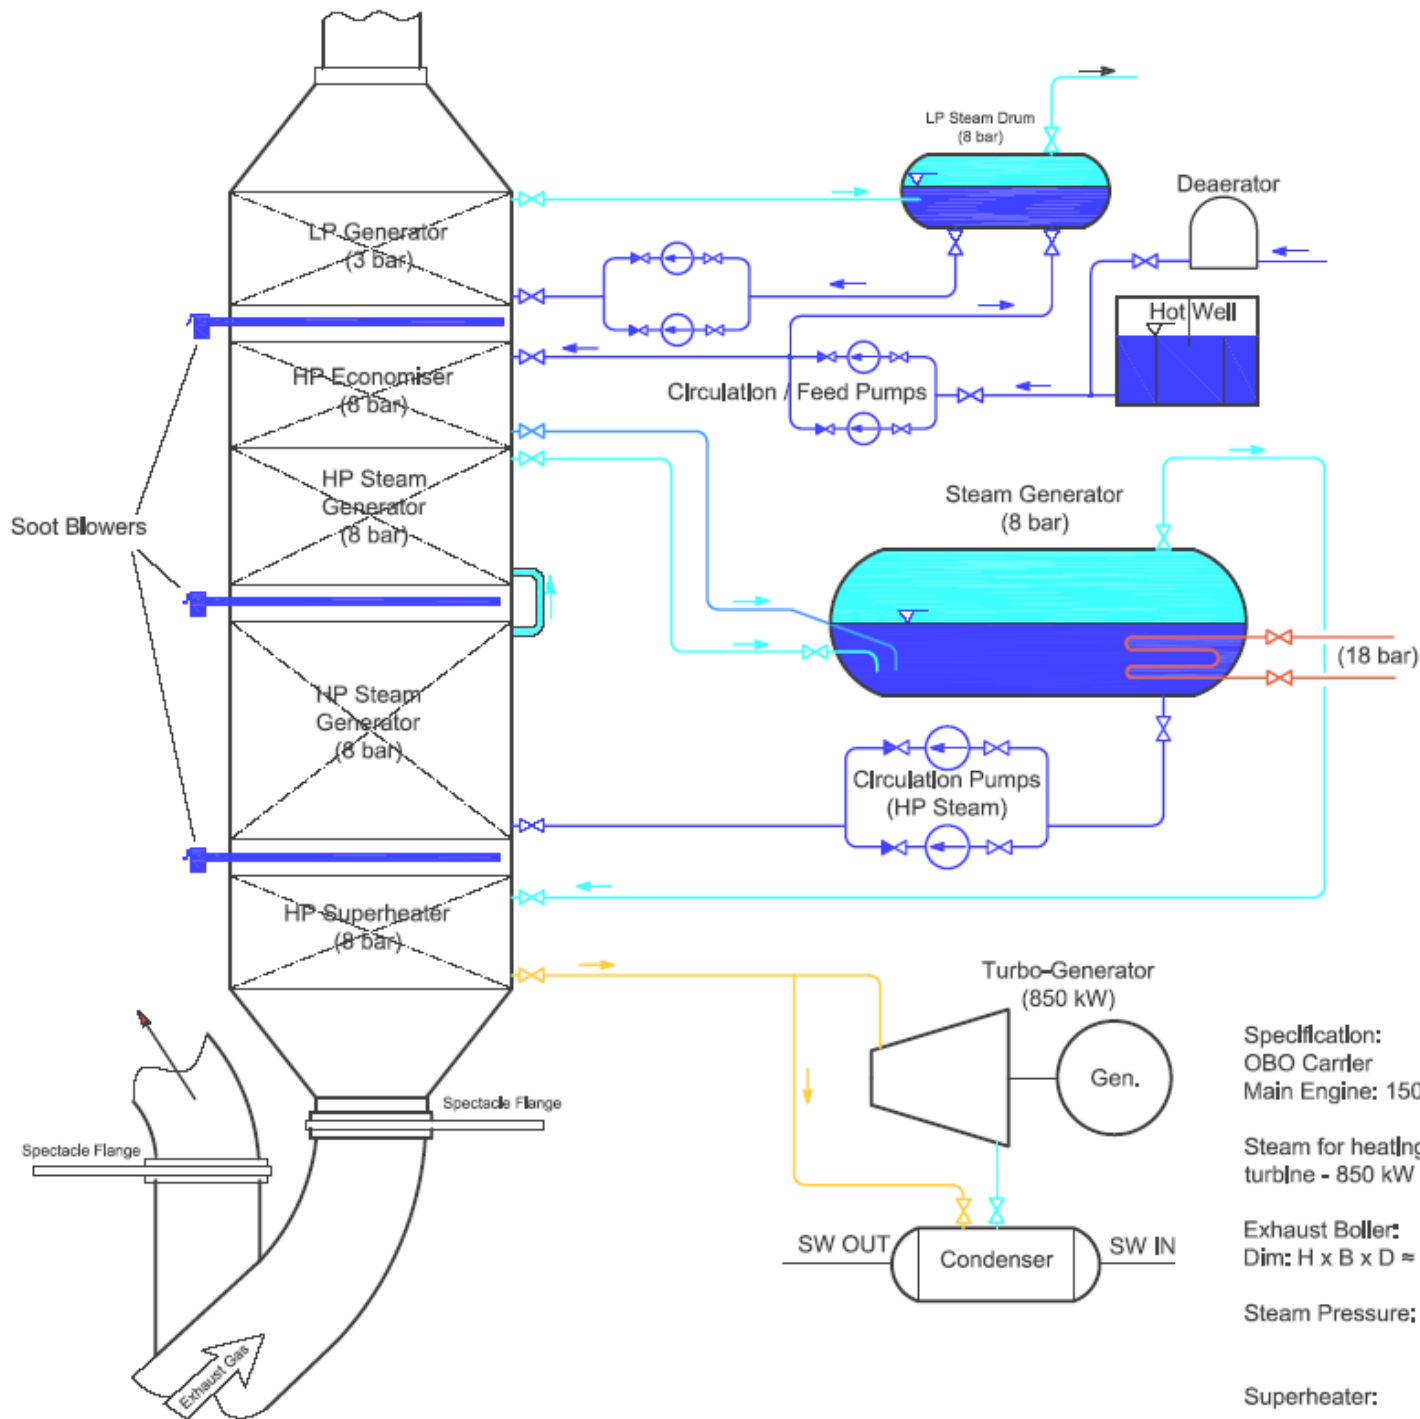 LP Steam Drum
(8 bar)
Deaerator
LP Generator
(3 bar)
Hot Well
HP Economiser
(8 bar)
Circulation / Feed Pumps
HP Steam
Generator
(8 bar)
Steam Generator
(8 bar)
Soot Blowers
(18 bar)
HP Steam
Generator
(8 bar)
Circulation Pumps
(HP Steam)
HP Superheater
(8 bar)
Turbo-Generator
(850 kW)
Gen.
Spectacle Flange
Spectacle Flange
SW OUT
Condenser
SW IN
Exhaust Gas
Specification:
OBO Carrier
Main Engine: 150
Steam for heating
turbine - 850 kW
Exhaust Boiler:
Dim: H x B x D ≈
Steam Pressure:
Superheater: